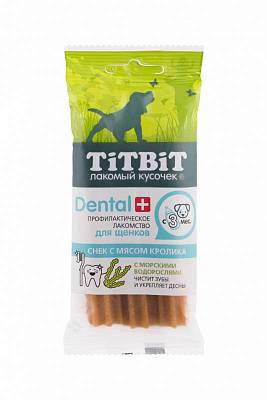 TiTBiT
лакомый кусочек®
Dental+
ПРОФИЛАКТИЧЕСКОЕ
ЛАКОМСТВО
для щенков
с 3 мес.
СНЕК С МЯСОМ КРОЛИКА
С МОРСКИМИ
ВОДОРОСЛЯМИ
ЧИСТИТ ЗУБЫ
И УКРЕПЛЯЕТ ДЕСНЫ